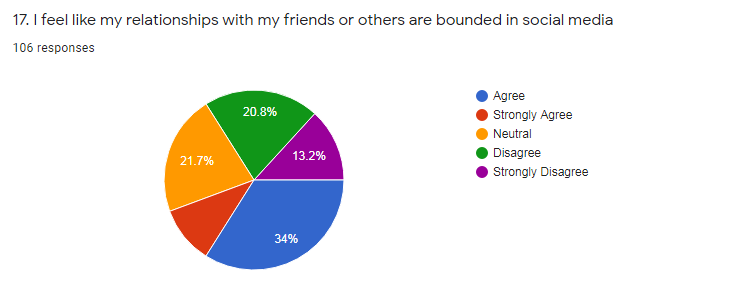 17. I feel like my relationships with my friends or others are bounded in social media
106 responses
20.8%
13.2%
21.7%
34%
Agree
Strongly Agree
Neutral
Disagree
Strongly Disagree